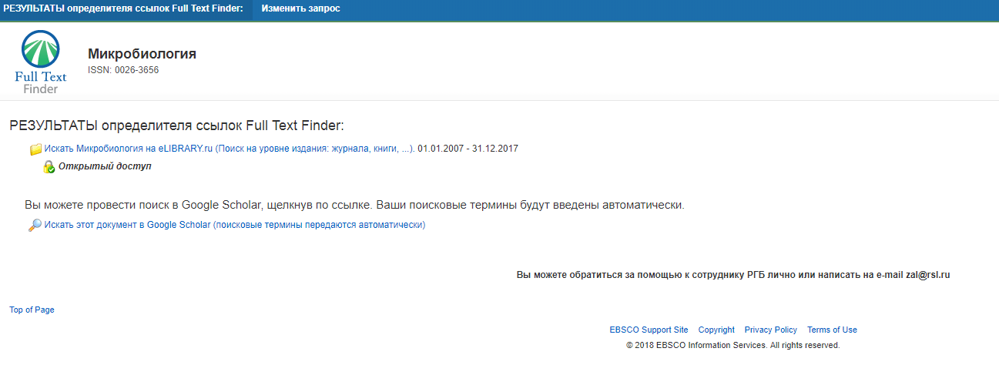 РЕЗУЛЬТАТЫ определителя ссылок Full Text Finder: Изменить запрос
Full Text
Finder
Микробиология
ISSN: 0026-3656
РЕЗУЛЬТАТЫ определителя ссылок Full Text Finder:
Искать Микробиология на eLIBRARY.ru (Поиск на уровне издания: журнала, книги, ...). 01.01.2007 - 31.12.2017
Открытый доступ
Вы можете провести поиск в Google Scholar, щелкнув по ссылке. Ваши поисковые термины будут введены автоматически.
Искать этот документ в Google Scholar (поисковые термины передаются автоматически)
Вы можете обратиться за помощью к сотруднику РГБ лично или написать на e-mail zal@rsl.ru
Top of Page
EBSCO Support Site Copyright Privacy Policy Terms of Use
© 2018 EBSCO Information Services. All rights reserved.